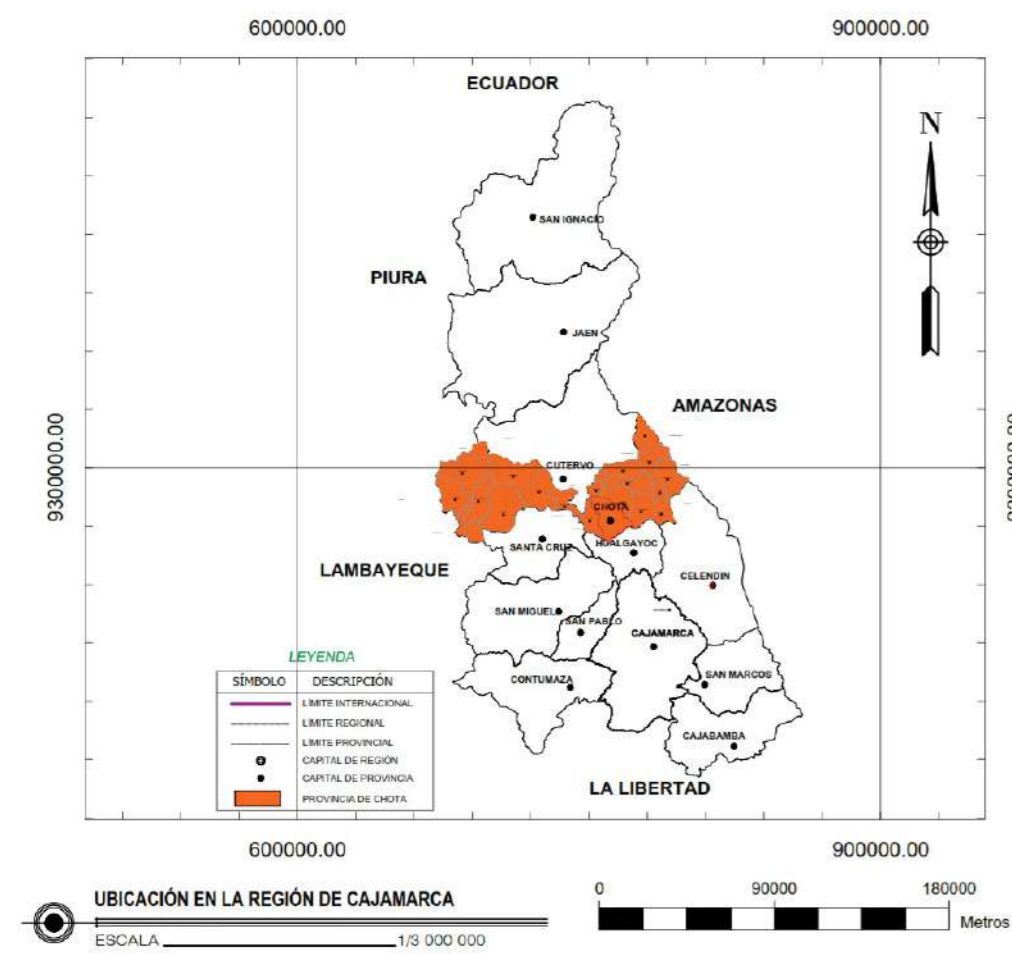 600000.00 900000.00
ECUADOR
N
SAN IGNACIO
PIURA
JAEN
AMAZONAS
9300000.00
CUTERVO
CHOTA
SANTA CRUZ
HUALGAYOC
LAMBAYEQUE
CELENDIN
SAN MIGUEL
SAN PABLO
CAJAMARCA
LEYENDA
SÍMBOLO DESCRIPCIÓN
LÍMITE INTERNACIONAL
LÍMITE REGIONAL
LÍMITE PROVINCIAL
CAPITAL DE REGIÓN
CAPITAL DE PROVINCIA
PROVINCIA DE CHOTA
CONTUMAZA
SAN MARCOS
CAJABAMBA
LA LIBERTAD
600000.00 900000.00
UBICACIÓN EN LA REGIÓN DE CAJAMARCA
ESCALA 1/3 000 000
0 90000 180000
Metros